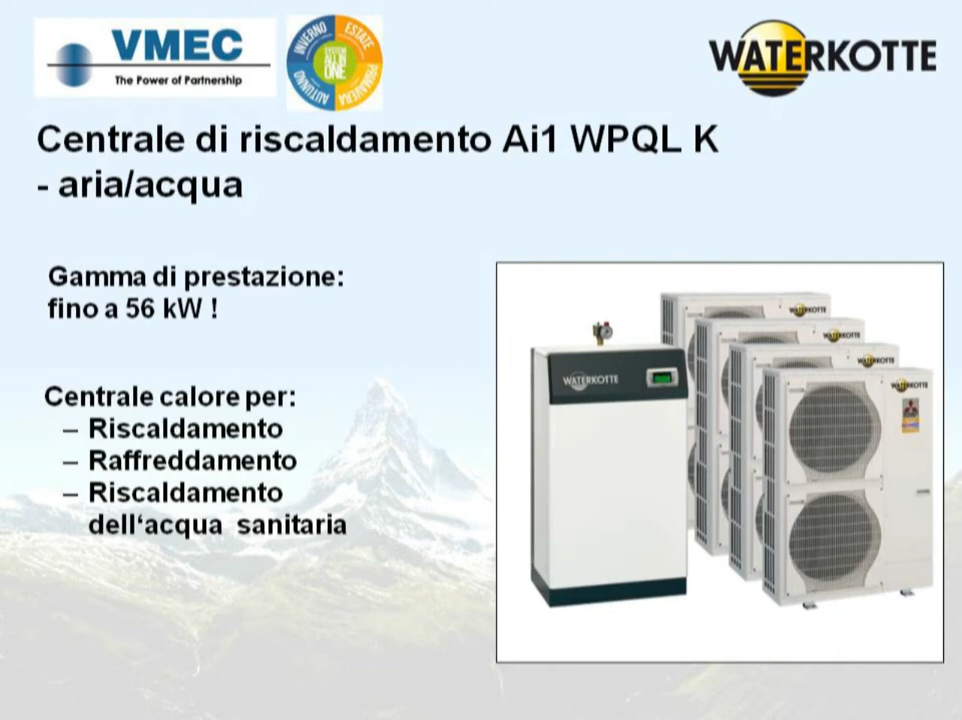 VMEC
The Power of Partnership
INVERNO
ESTATE
SYSTEM
ALL IN
ONE
AUTUNNO
PRIMAVERA
WATERKOTTE
Centrale di riscaldamento Ai1 WPQL K
- aria/acqua
Gamma di prestazione:
fino a 56 kW !
Centrale calore per:
– Riscaldamento
– Raffreddamento
– Riscaldamento
dell‘acqua sanitaria
WATERKOTTE
WATERKOTTE
WATERKOTTE
WATERKOTTE
WATERKOTTE